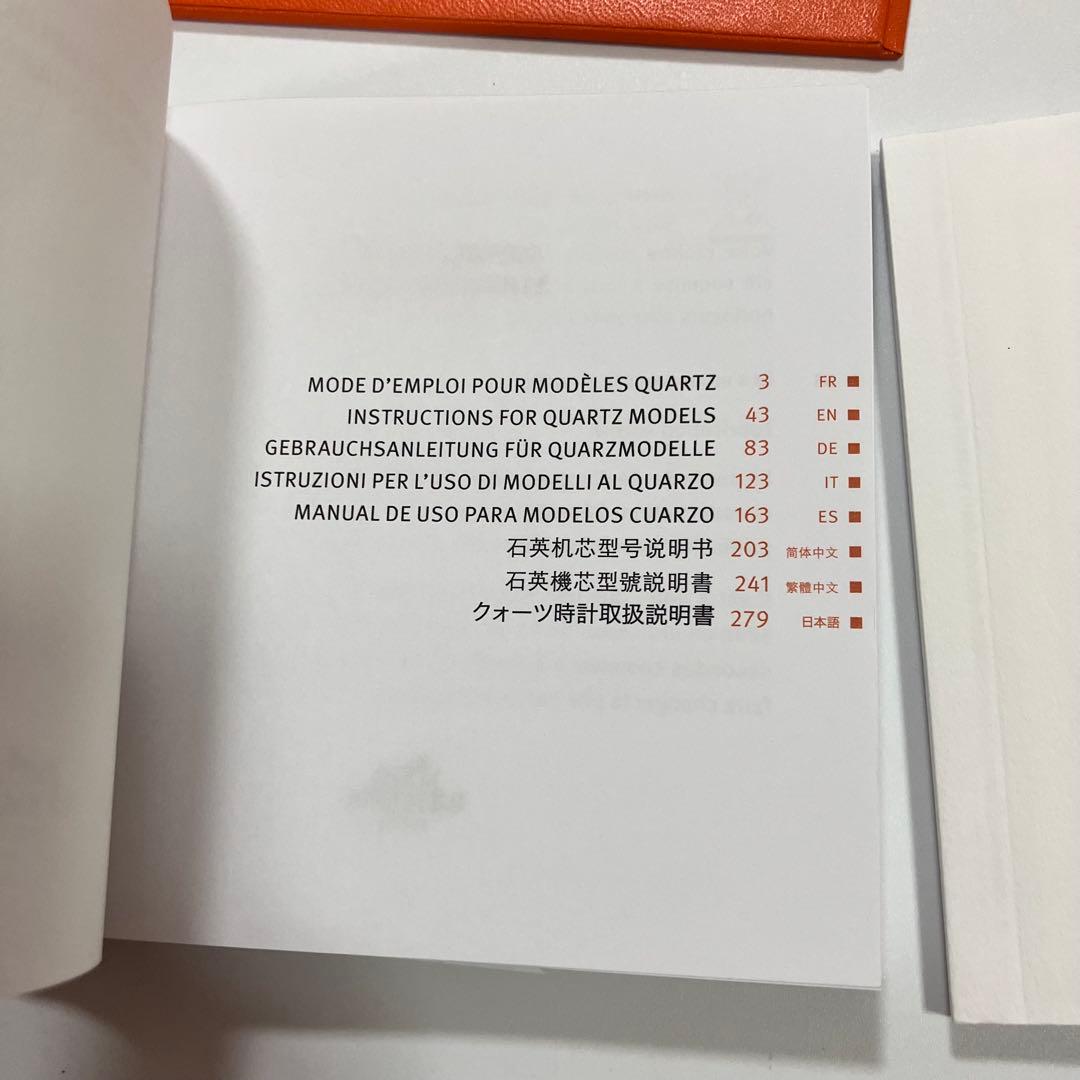 MODE D'EMPLOI POUR MODÈLES QUARTZ 3 FR
INSTRUCTIONS FOR QUARTZ MODELS 43 EN
GEBRAUCHSANLEITUNG FÜR QUARZMODELLE 83 DE
ISTRUZIONI PER L'USO DI MODELLI AL QUARZO 123 IT
MANUAL DE USO PARA MODELOS CUARZO 163 ES
石英机芯型号说明书 203 简体中文
石英機芯型號説明書 241 繁體中文
クォーツ時計取扱説明書 279 日本語